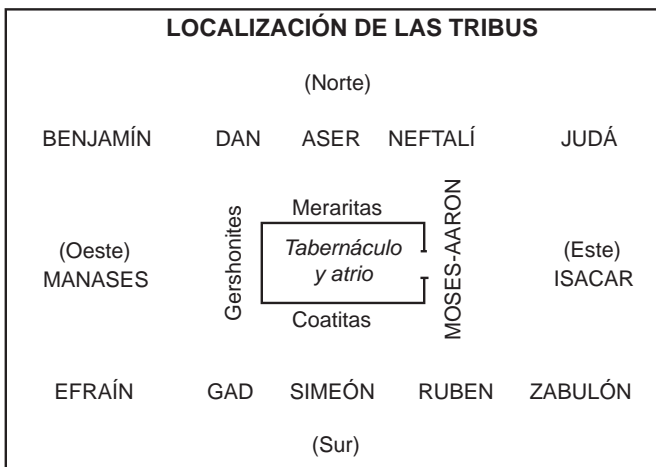 LOCALIZACIÓN DE LAS TRIBUS
(Norte)
BENJAMÍN DAN ASER NEFTALÍ JUDÁ
Meraritas
Gershonites
Tabernáculo
y atrio
MOSES-AARON
(Oeste)
MANASES
(Este)
ISACAR
Coatitas
EFRAÍN GAD SIMEÓN RUBEN ZABULÓN
(Sur)